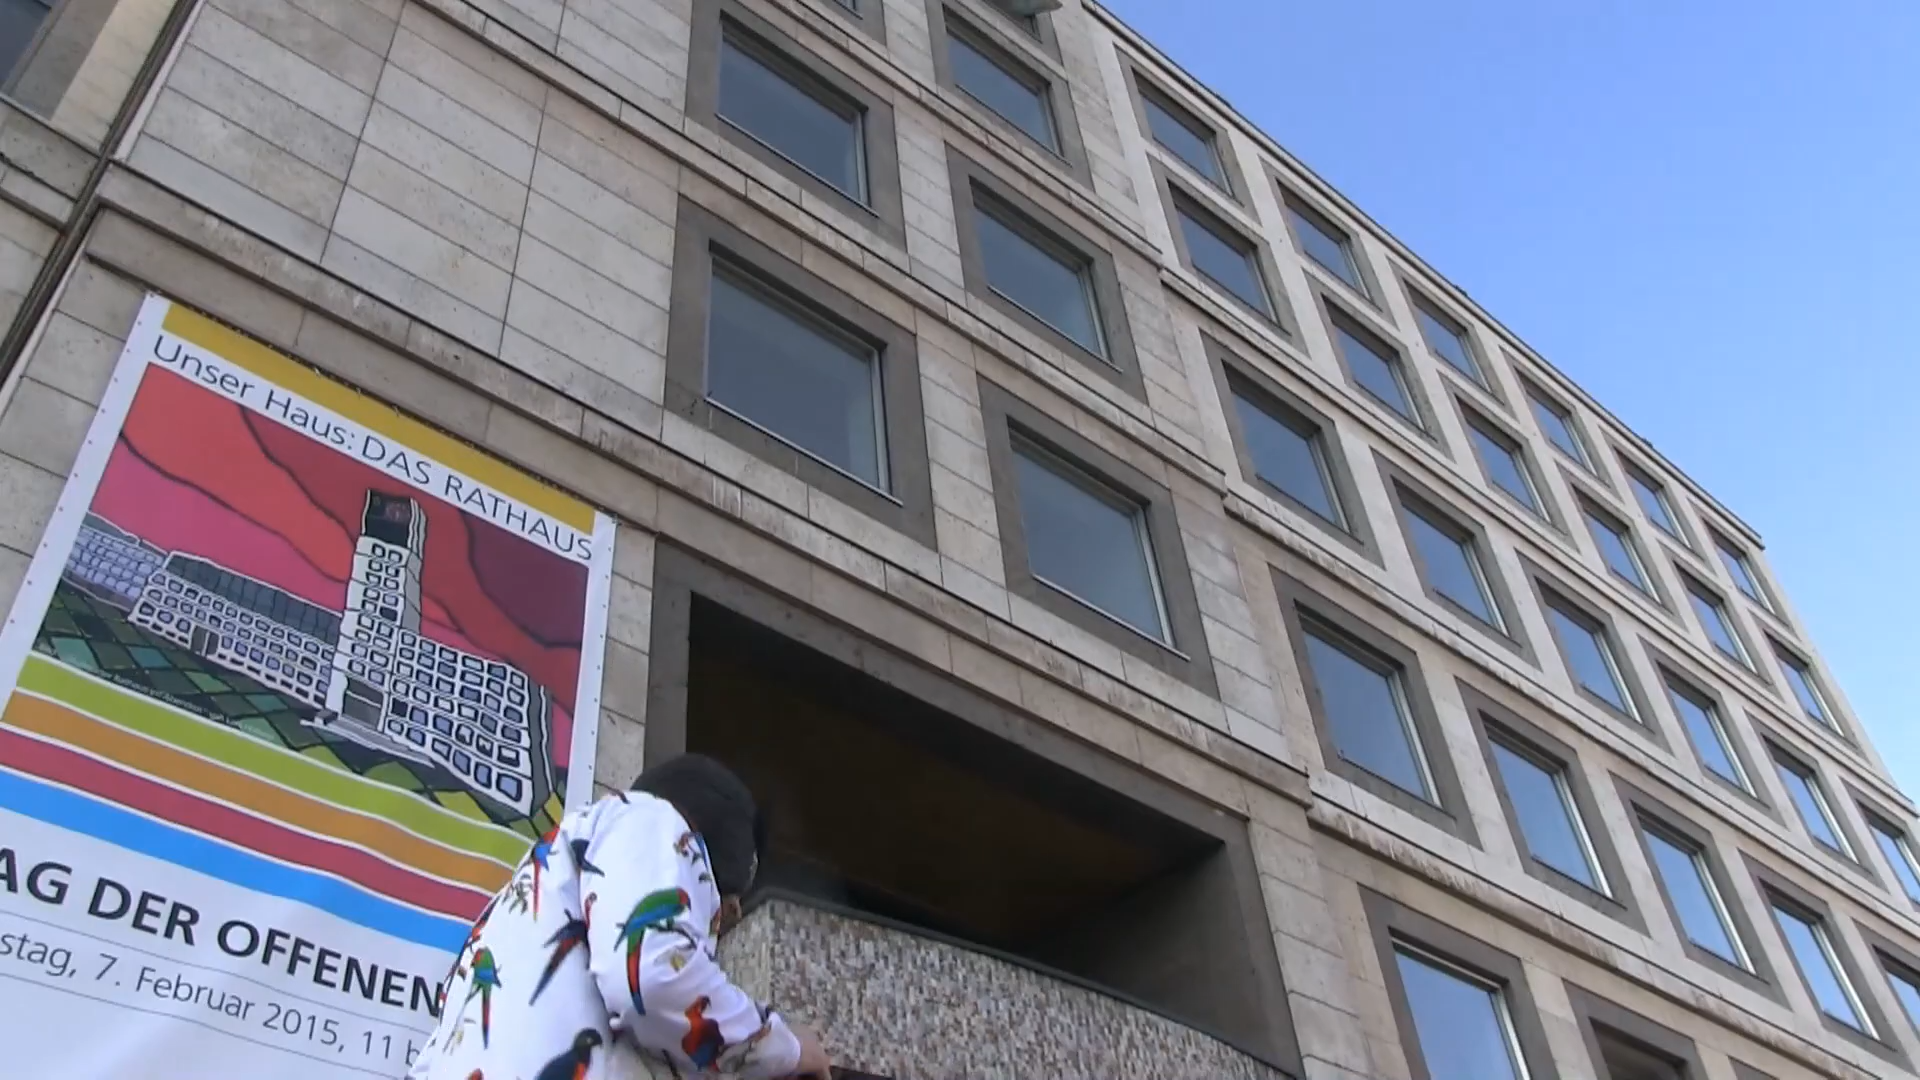 Unser Haus: DAS RATHAUS
AG DER OFFENEN
stag, 7. Februar 2015, 11 b